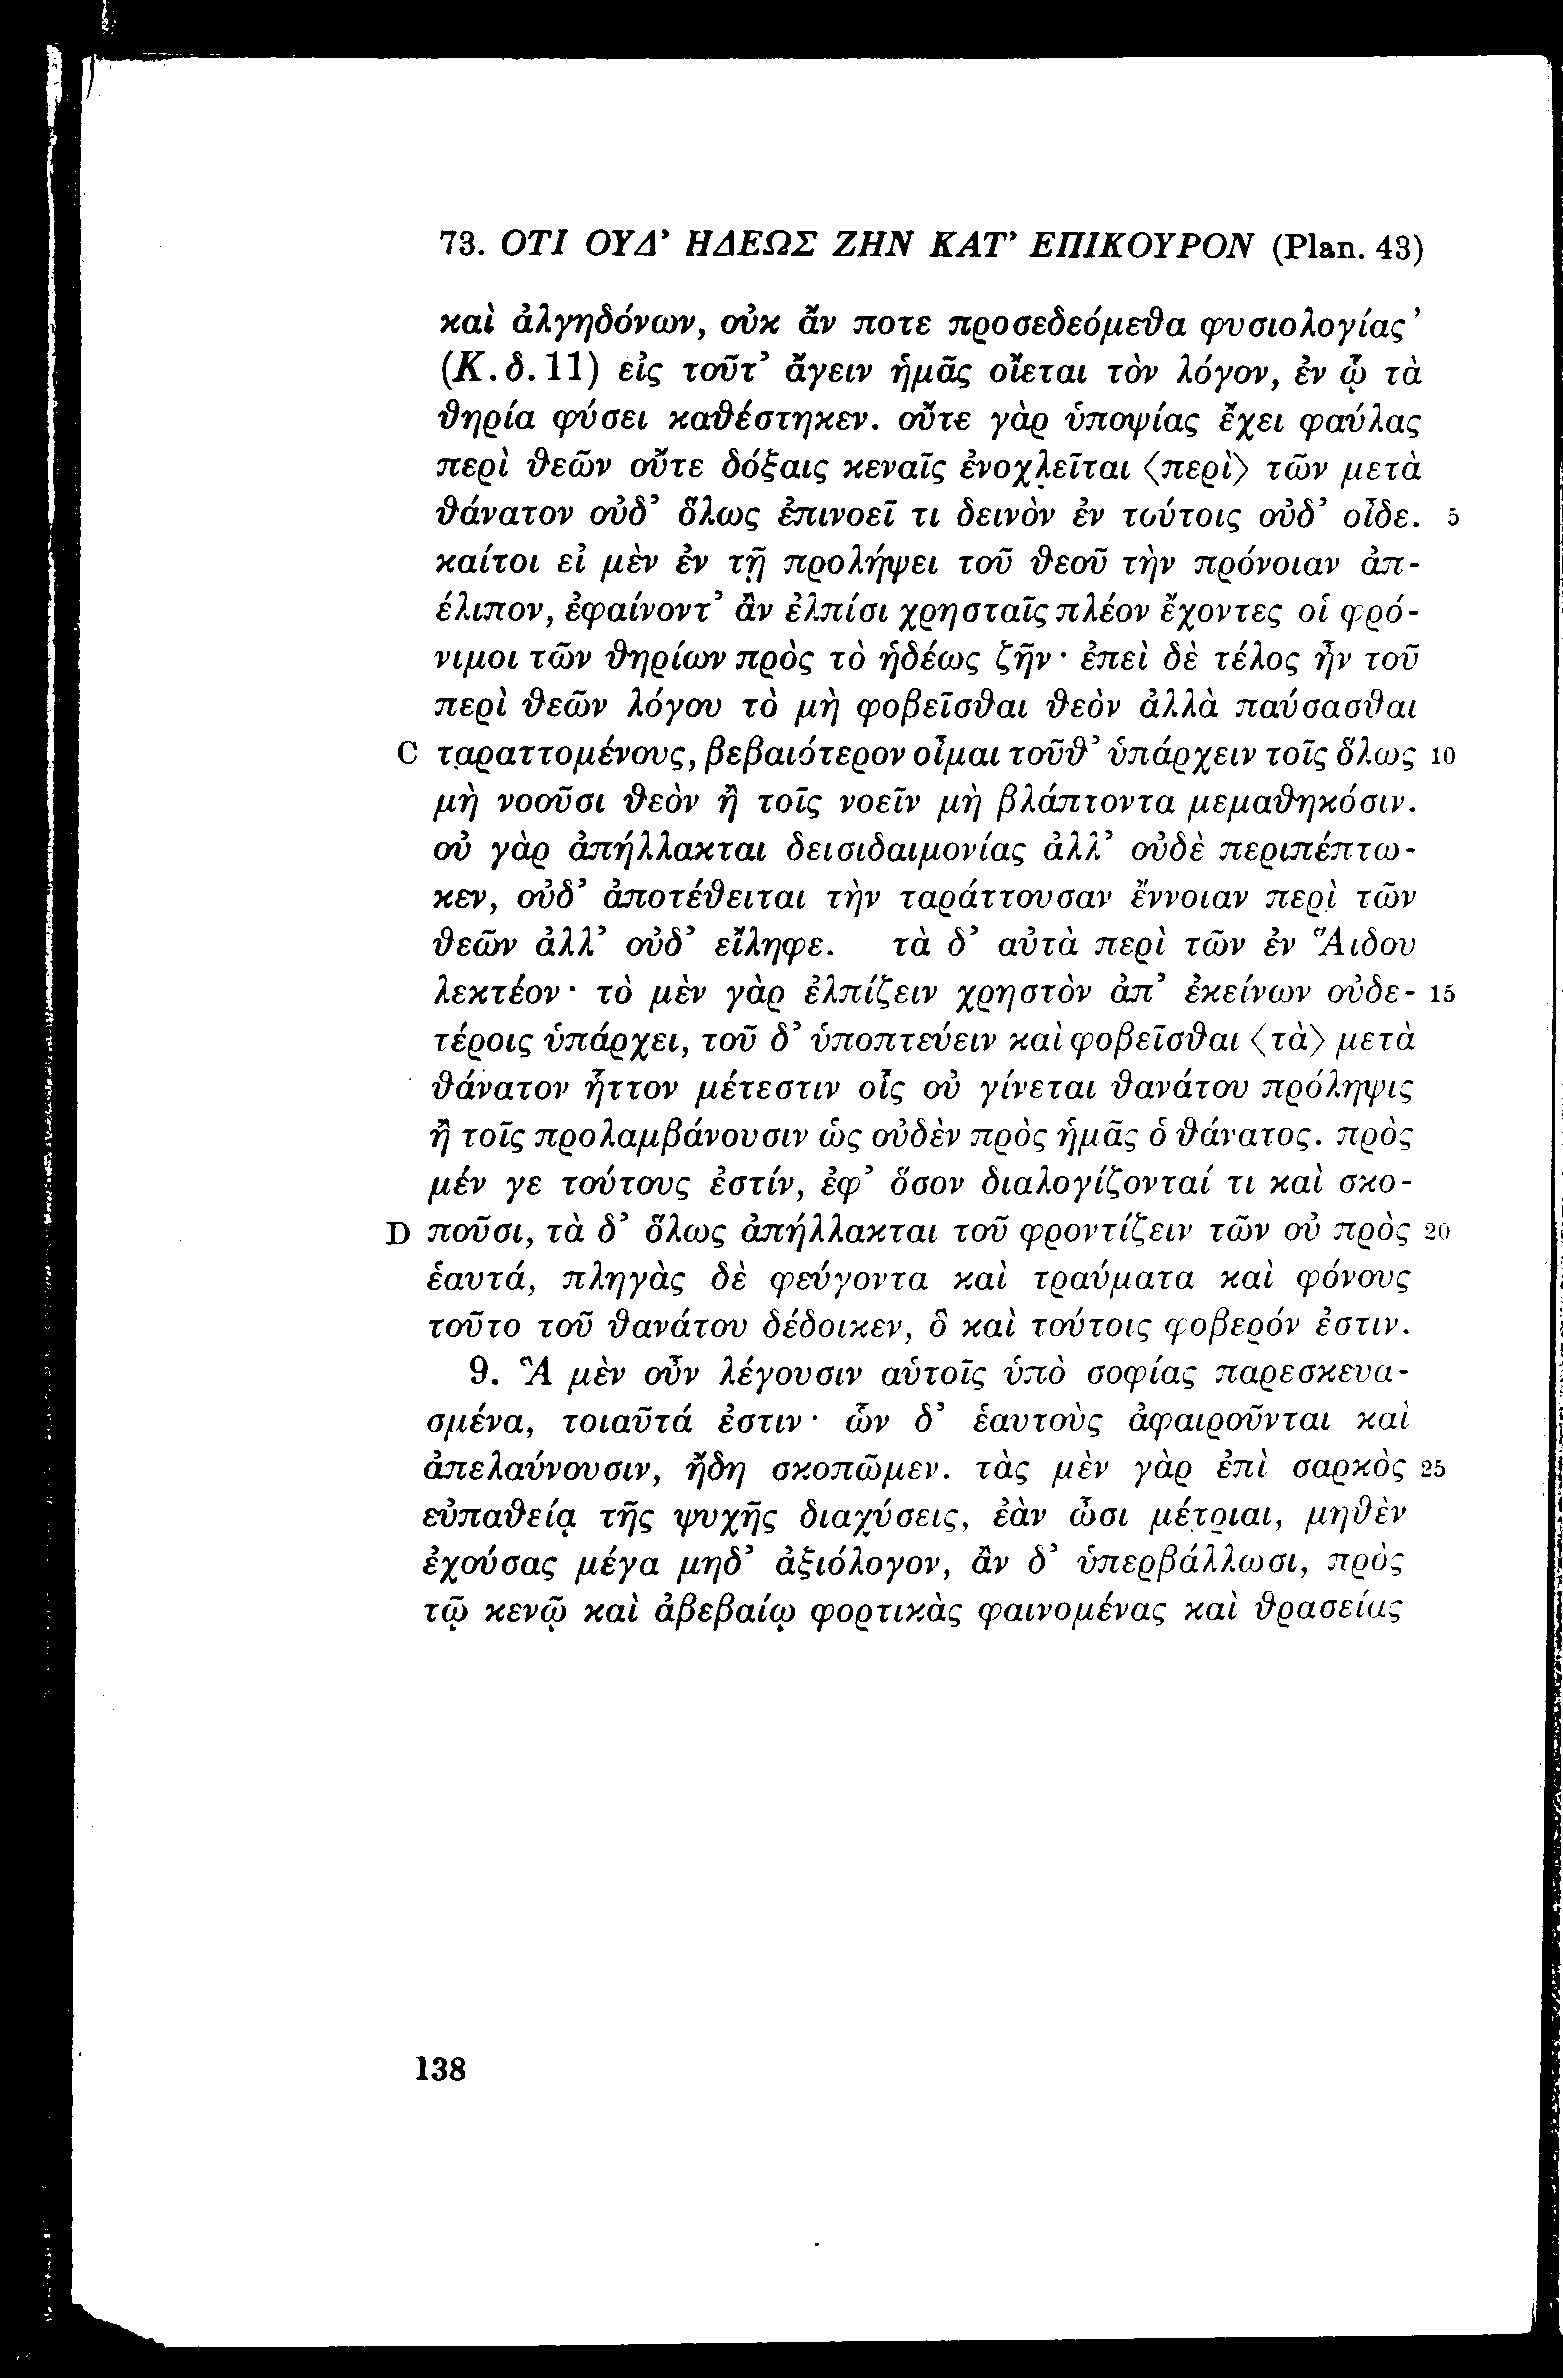 73. ΟΤΙ ΟΥΔ’ ΗΔΕΩΣ ΖΗΝ ΚΑΤ’ ΕΠΙΚΟΥΡΟΝ (Plan. 43)
καὶ ἀλγηδόνων, οὐκ ἄν ποτε προσεδεόμεθα φυσιολογίας’
(Κ. δ. 11) εἰς τοῦτ’ ἄγειν ἡμᾶς οἴεται τὸν λόγον, ἐν ᾧ τὰ
θηρία φύσει καθέστηκεν. οὔτε γὰρ ὑποψίας ἔχει φαύλας
περὶ θεῶν οὔτε δόξαις κεναῖς ἐνοχλεῖται ⟨περὶ⟩ τῶν μετὰ
θάνατον οὐδ’ ὅλως ἐπινοεῖ τι δεινὸν ἐν τούτοις οὐδ’ οἶδε. 5
καίτοι εἰ μὲν ἐν τῇ προλήψει τοῦ θεοῦ τὴν πρόνοιαν ἀπ-
έλιπον, ἐφαίνοντ’ ἂν ἐλπίσι χρησταῖς πλέον ἔχοντες οἱ φρό-
νιμοι τῶν θηρίων πρὸς τὸ ἡδέως ζῆν· ἐπεὶ δὲ τέλος ἦν τοῦ
περὶ θεῶν λόγου τὸ μὴ φοβεῖσθαι θεὸν ἀλλὰ παύσασθαι
C ταραττομένους, βεβαιότερον οἶμαι τοῦθ’ ὑπάρχειν τοῖς ὅλως 10
μὴ νοοῦσι θεὸν ἢ τοῖς νοεῖν μὴ βλάπτοντα μεμαθηκόσιν.
οὐ γὰρ ἀπήλλακται δεισιδαιμονίας ἀλλ’ οὐδὲ περιπέπτω-
κεν, οὐδ’ ἀποτέθειται τὴν ταράττουσαν ἔννοιαν περὶ τῶν
θεῶν ἀλλ’ οὐδ’ εἴληφε. τὰ δ’ αὐτὰ περὶ τῶν ἐν Ἅιδου
λεκτέον· τὸ μὲν γὰρ ἐλπίζειν χρηστὸν ἀπ’ ἐκείνων οὐδε- 15
τέροις ὑπάρχει, τοῦ δ’ ὑποπτεύειν καὶ φοβεῖσθαι ⟨τὰ⟩ μετὰ
θάνατον ἧττον μέτεστιν οἷς οὐ γίνεται θανάτου πρόληψις
ἢ τοῖς προλαμβάνουσιν ὡς οὐδὲν πρὸς ἡμᾶς ὁ θάνατος. πρὸς
μέν γε τούτους ἐστίν, ἐφ’ ὅσον διαλογίζονταί τι καὶ σκο-
D ποῦσι, τὰ δ’ ὅλως ἀπήλλακται τοῦ φροντίζειν τῶν οὐ πρὸς 20
ἑαυτά, πληγὰς δὲ φεύγοντα καὶ τραύματα καὶ φόνους
τοῦτο τοῦ θανάτου δέδοικεν, ὃ καὶ τούτοις φοβερόν ἐστιν.
9. Ἃ μὲν οὖν λέγουσιν αὑτοῖς ὑπὸ σοφίας παρεσκευα-
σμένα, τοιαῦτά ἐστιν· ὧν δ’ ἑαυτοὺς ἀφαιροῦνται καὶ
ἀπελαύνουσιν, ἤδη σκοπῶμεν. τὰς μὲν γὰρ ἐπὶ σαρκὸς 25
εὐπαθείᾳ τῆς ψυχῆς διαχύσεις, ἐὰν ὦσι μέτριαι, μηθὲν
ἐχούσας μέγα μηδ’ ἀξιόλογον, ἂν δ’ ὑπερβάλλωσι, πρὸς
τῷ κενῷ καὶ ἀβεβαίῳ φορτικὰς φαινομένας καὶ θρασείας
138